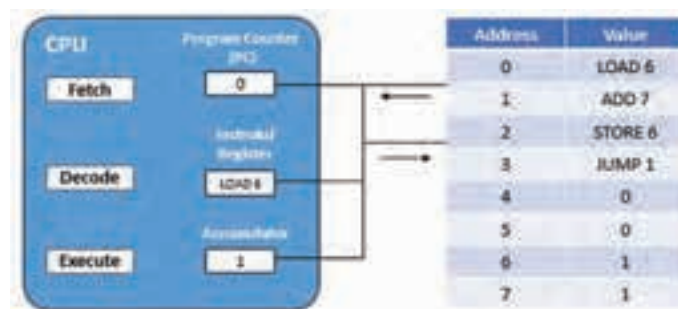 CPU
Program Counter
(PC)
0
Fetch
Register
LOAD 6
Decode
Accumulator
1
Execute
Address Value
0 LOAD 6
1 ADD 7
2 STORE 6
3 JUMP 1
4 0
5 0
6 1
7 1